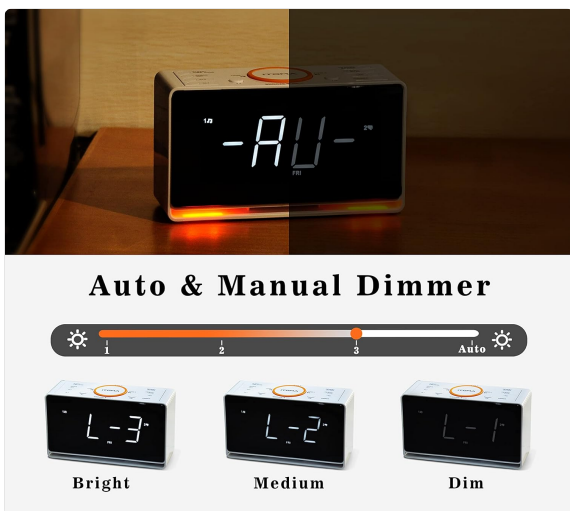 -AU-
FRI
Auto & Manual Dimmer
1 2 3 Auto
L-3
L-2
L-1
Bright Medium Dim